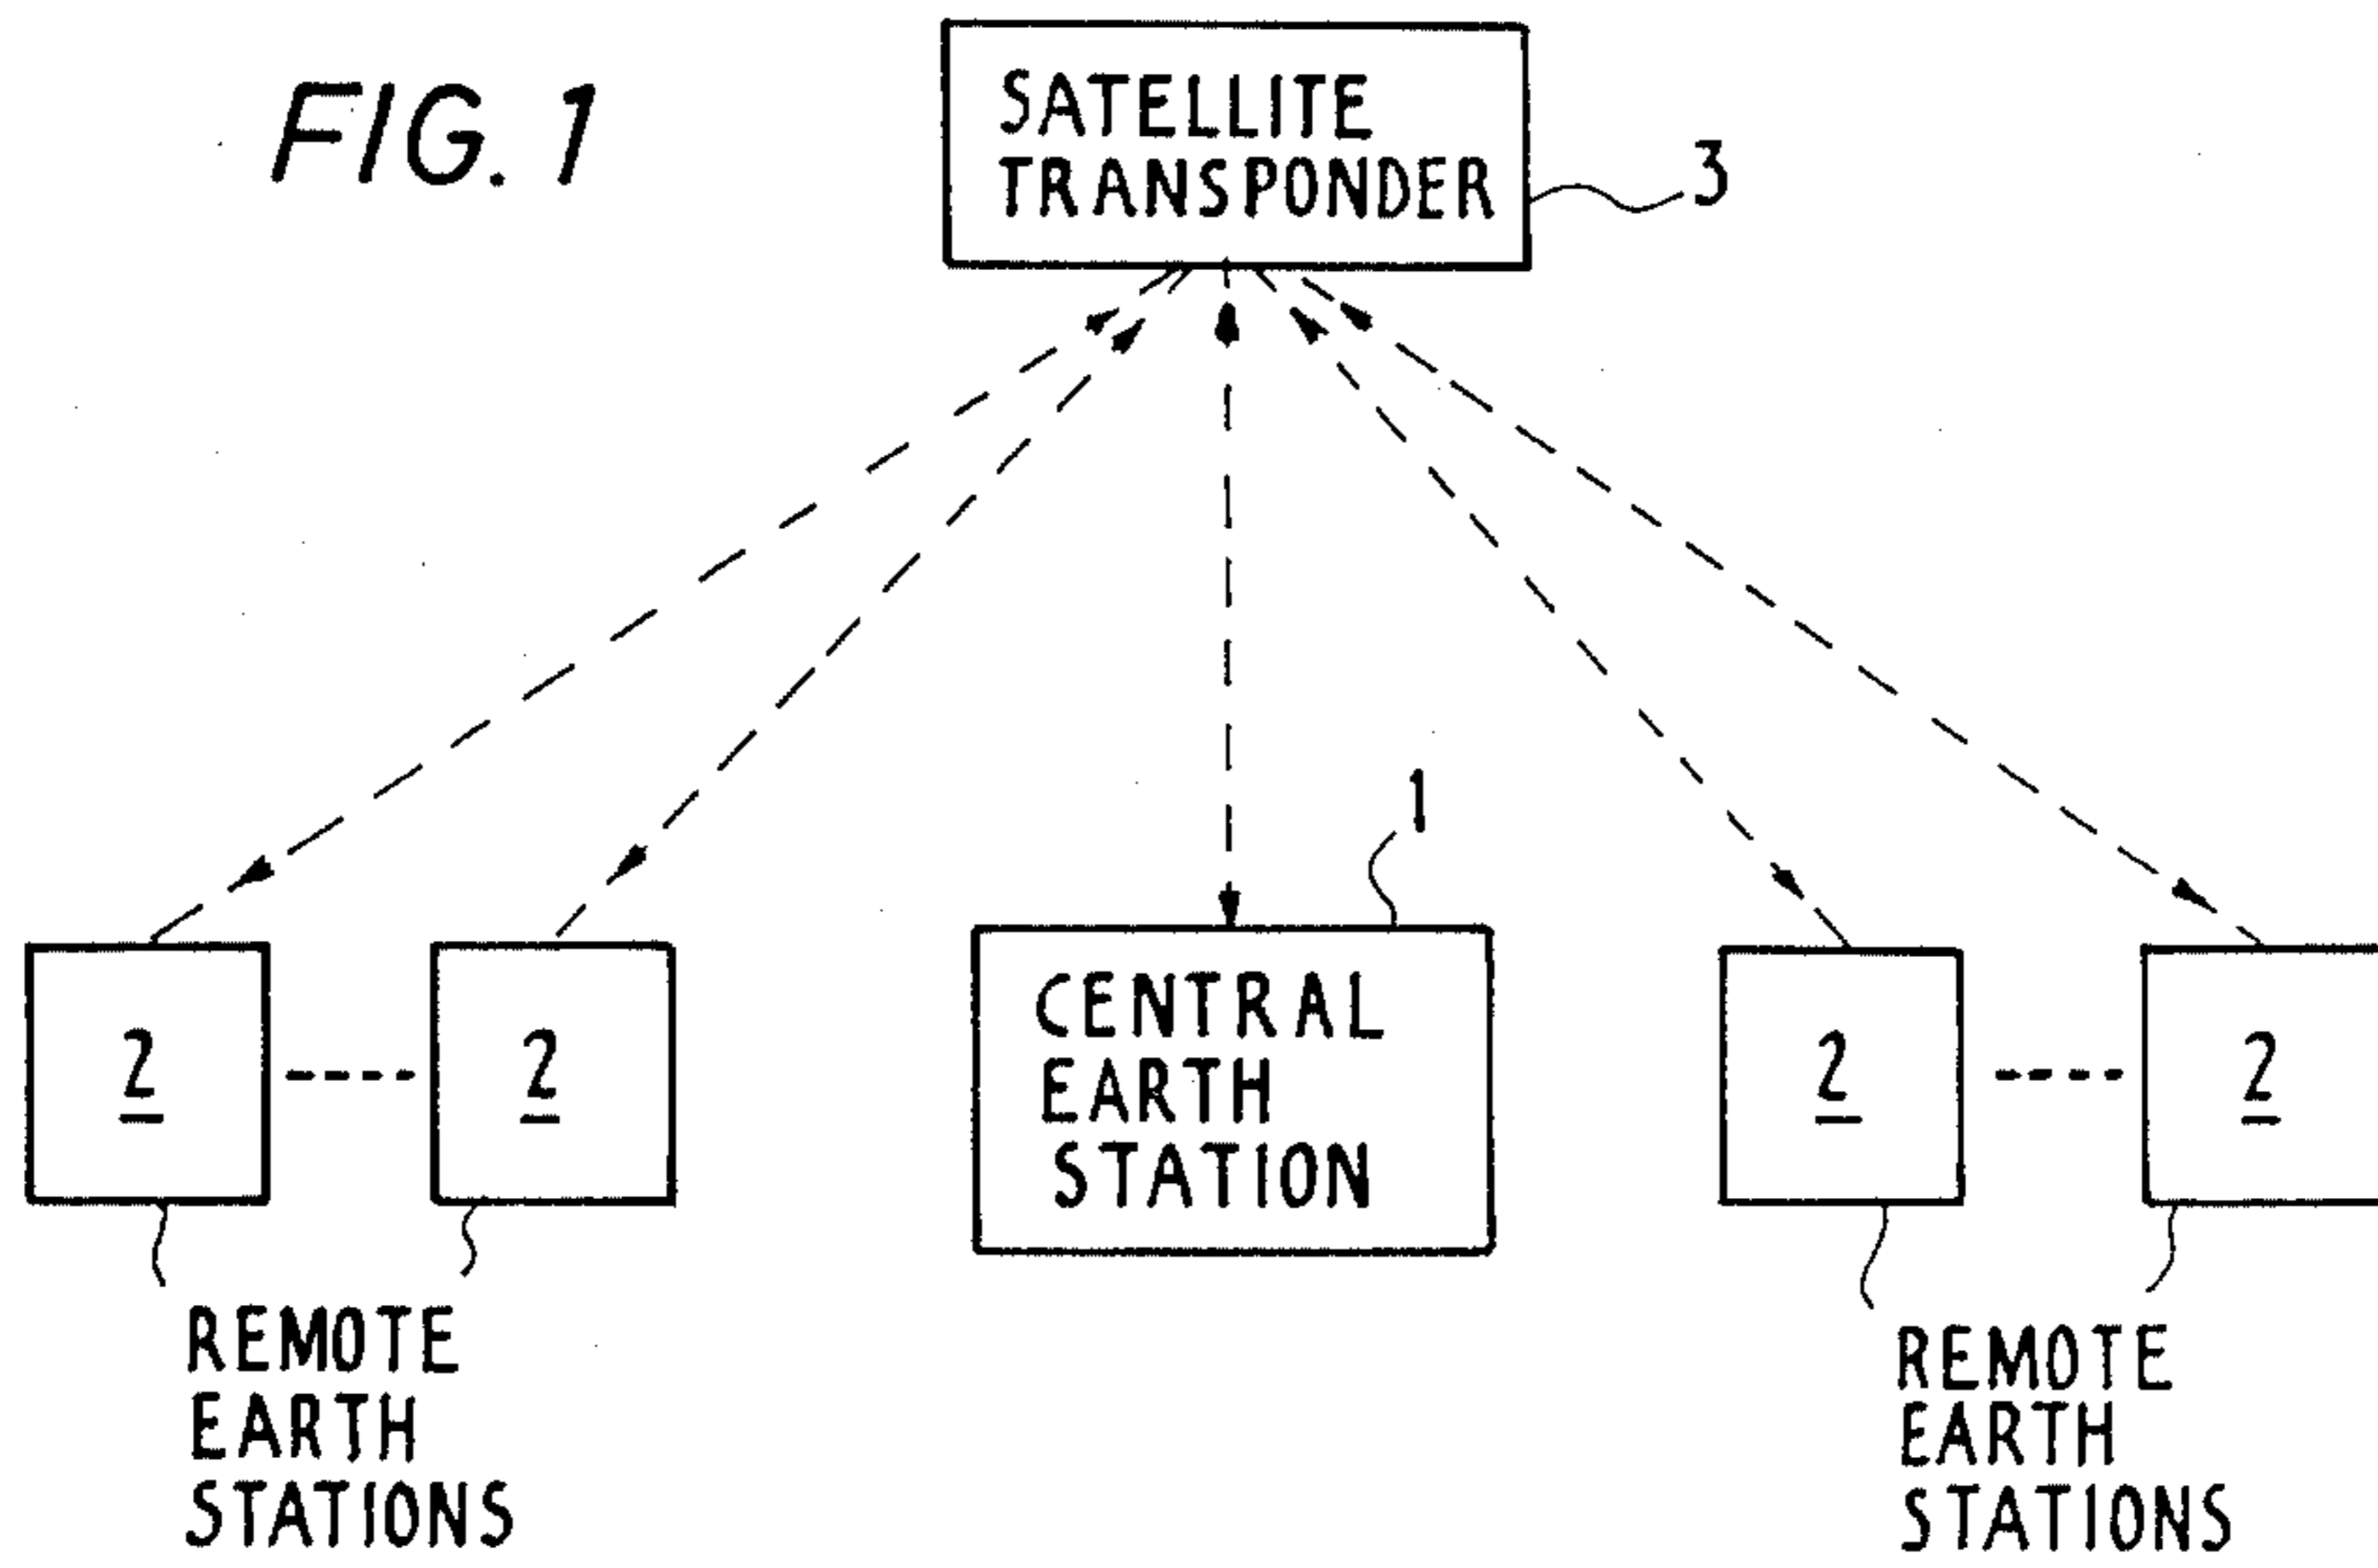 FIG. 1
SATELLITE
TRANSPONDER
3
1
2
2
CENTRAL
EARTH
STATION
2
2
REMOTE
EARTH
STATIONS
REMOTE
EARTH
STATIONS